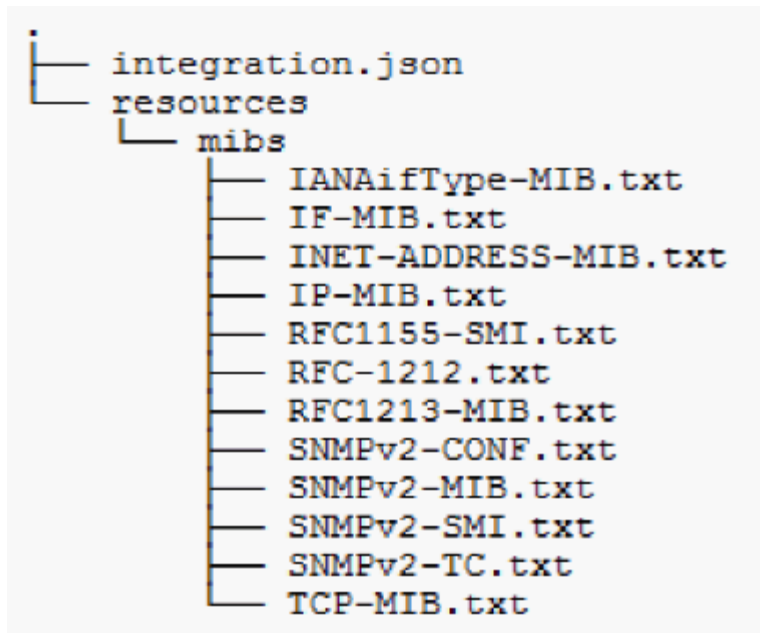 .
├── integration.json
└── resources
    └── mibs
        ├── IANAifType-MIB.txt
        ├── IF-MIB.txt
        ├── INET-ADDRESS-MIB.txt
        ├── IP-MIB.txt
        ├── RFC1155-SMI.txt
        ├── RFC-1212.txt
        ├── RFC1213-MIB.txt
        ├── SNMPv2-CONF.txt
        ├── SNMPv2-MIB.txt
        ├── SNMPv2-SMI.txt
        ├── SNMPv2-TC.txt
        └── TCP-MIB.txt